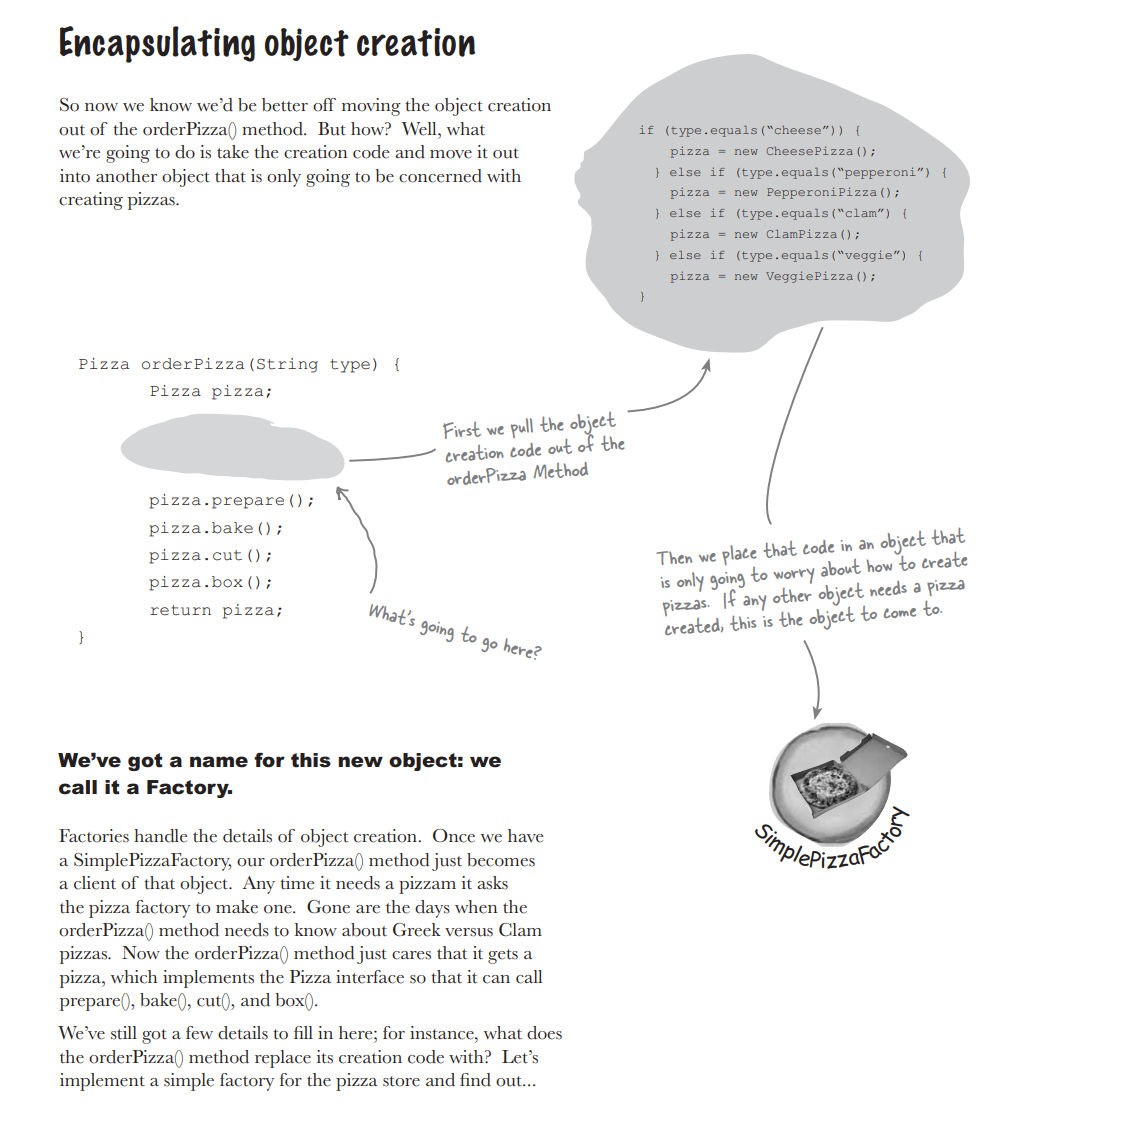 Encapsulating object creation
So now we know we’d be better off moving the object creation
out of the orderPizza() method.  But how?  Well, what
we’re going to do is take the creation code and move it out
into another object that is only going to be concerned with
creating pizzas.
if (type.equals(“cheese”)) {
pizza = new CheesePizza();
} else if (type.equals(“pepperoni”) {
pizza = new PepperoniPizza();
} else if (type.equals(“clam”) {
pizza = new ClamPizza();
} else if (type.equals(“veggie”) {
pizza = new VeggiePizza();
}
Pizza orderPizza(String type) {
Pizza pizza;
pizza.prepare();
pizza.bake();
pizza.cut();
pizza.box();
return pizza;
}
First we pull the object
creation code out of the
orderPizza Method
What’s going to go here?
Then we place that code in an object that
is only going to worry about how to create
pizzas.  If any other object needs a pizza
created, this is the object to come to.
SimplePizzaFactory
We’ve got a name for this new object: we
call it a Factory.
Factories handle the details of object creation.  Once we have
a SimplePizzaFactory, our orderPizza() method just becomes
a client of that object.  Any time it needs a pizzam it asks
the pizza factory to make one.  Gone are the days when the
orderPizza() method needs to know about Greek versus Clam
pizzas.  Now the orderPizza() method just cares that it gets a
pizza, which implements the Pizza interface so that it can call
prepare(), bake(), cut(), and box().
We’ve still got a few details to fill in here; for instance, what does
the orderPizza() method replace its creation code with?  Let’s
implement a simple factory for the pizza store and find out...